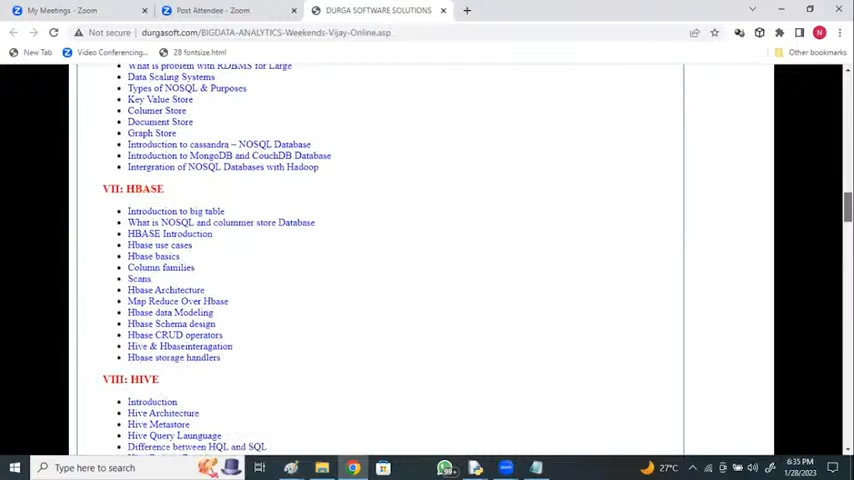 My Meetings - Zoom
Post Attendee - Zoom
DURGA SOFTWARE SOLUTIONS
Not secure
durgasoft.com/BIGDATA-ANALYTICS-Weekends-Vijay-Online.asp
N
New Tab
Video Conferencing...
28 fontsize.html
Other bookmarks
What is problem with RDBMS for Large
Data Scaling Systems
Types of NOSQL & Purposes
Key Value Store
Columer Store
Document Store
Graph Store
Introduction to cassandra – NOSQL Database
Introduction to MongoDB and CouchDB Database
Intergration of NOSQL Databases with Hadoop
VII: HBASE
Introduction to big table
What is NOSQL and colummer store Database
HBASE Introduction
Hbase use cases
Hbase basics
Column families
Scans
Hbase Architecture
Map Reduce Over Hbase
Hbase data Modeling
Hbase Schema design
Hbase CRUD operators
Hive & Hbaseinteragation
Hbase storage handlers
VIII: HIVE
Introduction
Hive Architecture
Hive Metastore
Hive Query Launguage
Difference between HQL and SQL
Type here to search
99+
27°C
6:35 PM
1/28/2023